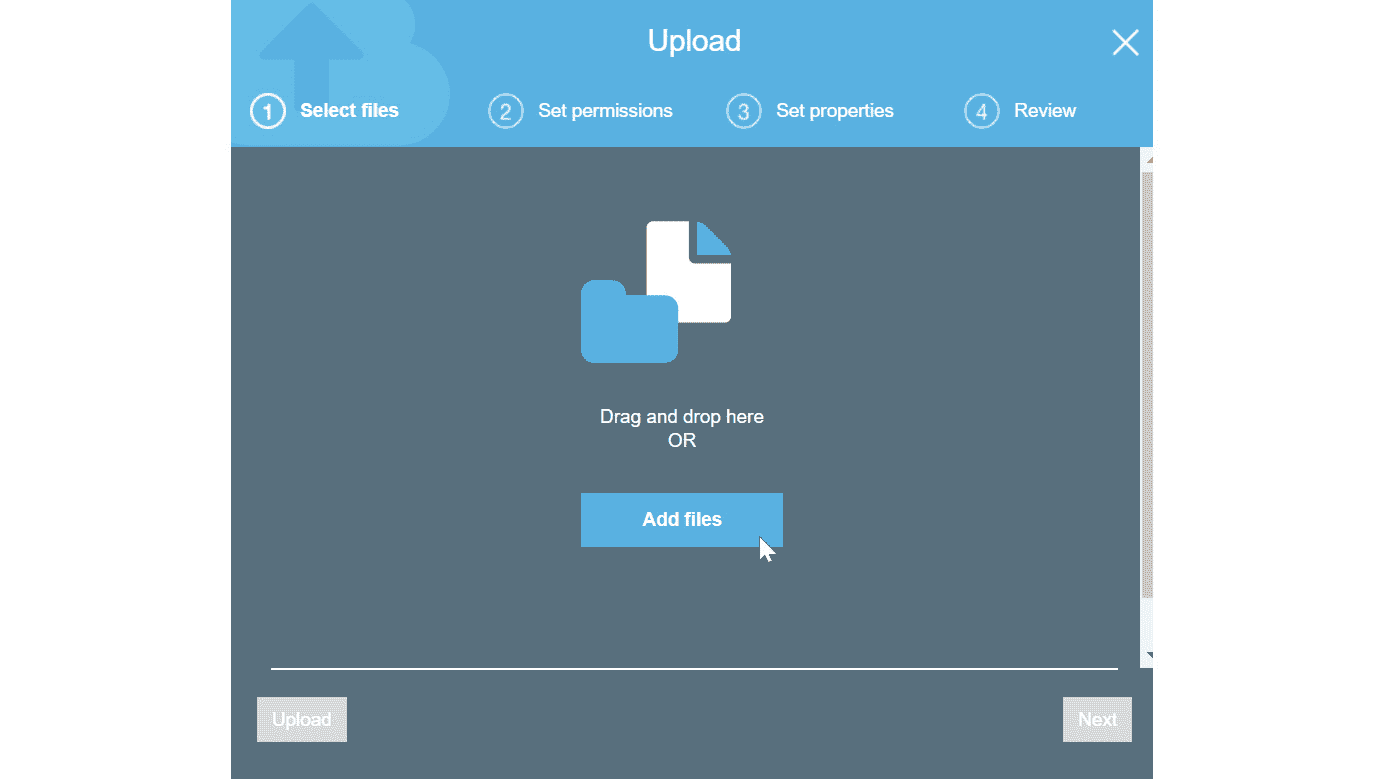 Upload
1 Select files
2 Set permissions
3 Set properties
4 Review
Drag and drop here
OR
Add files
Upload
Next